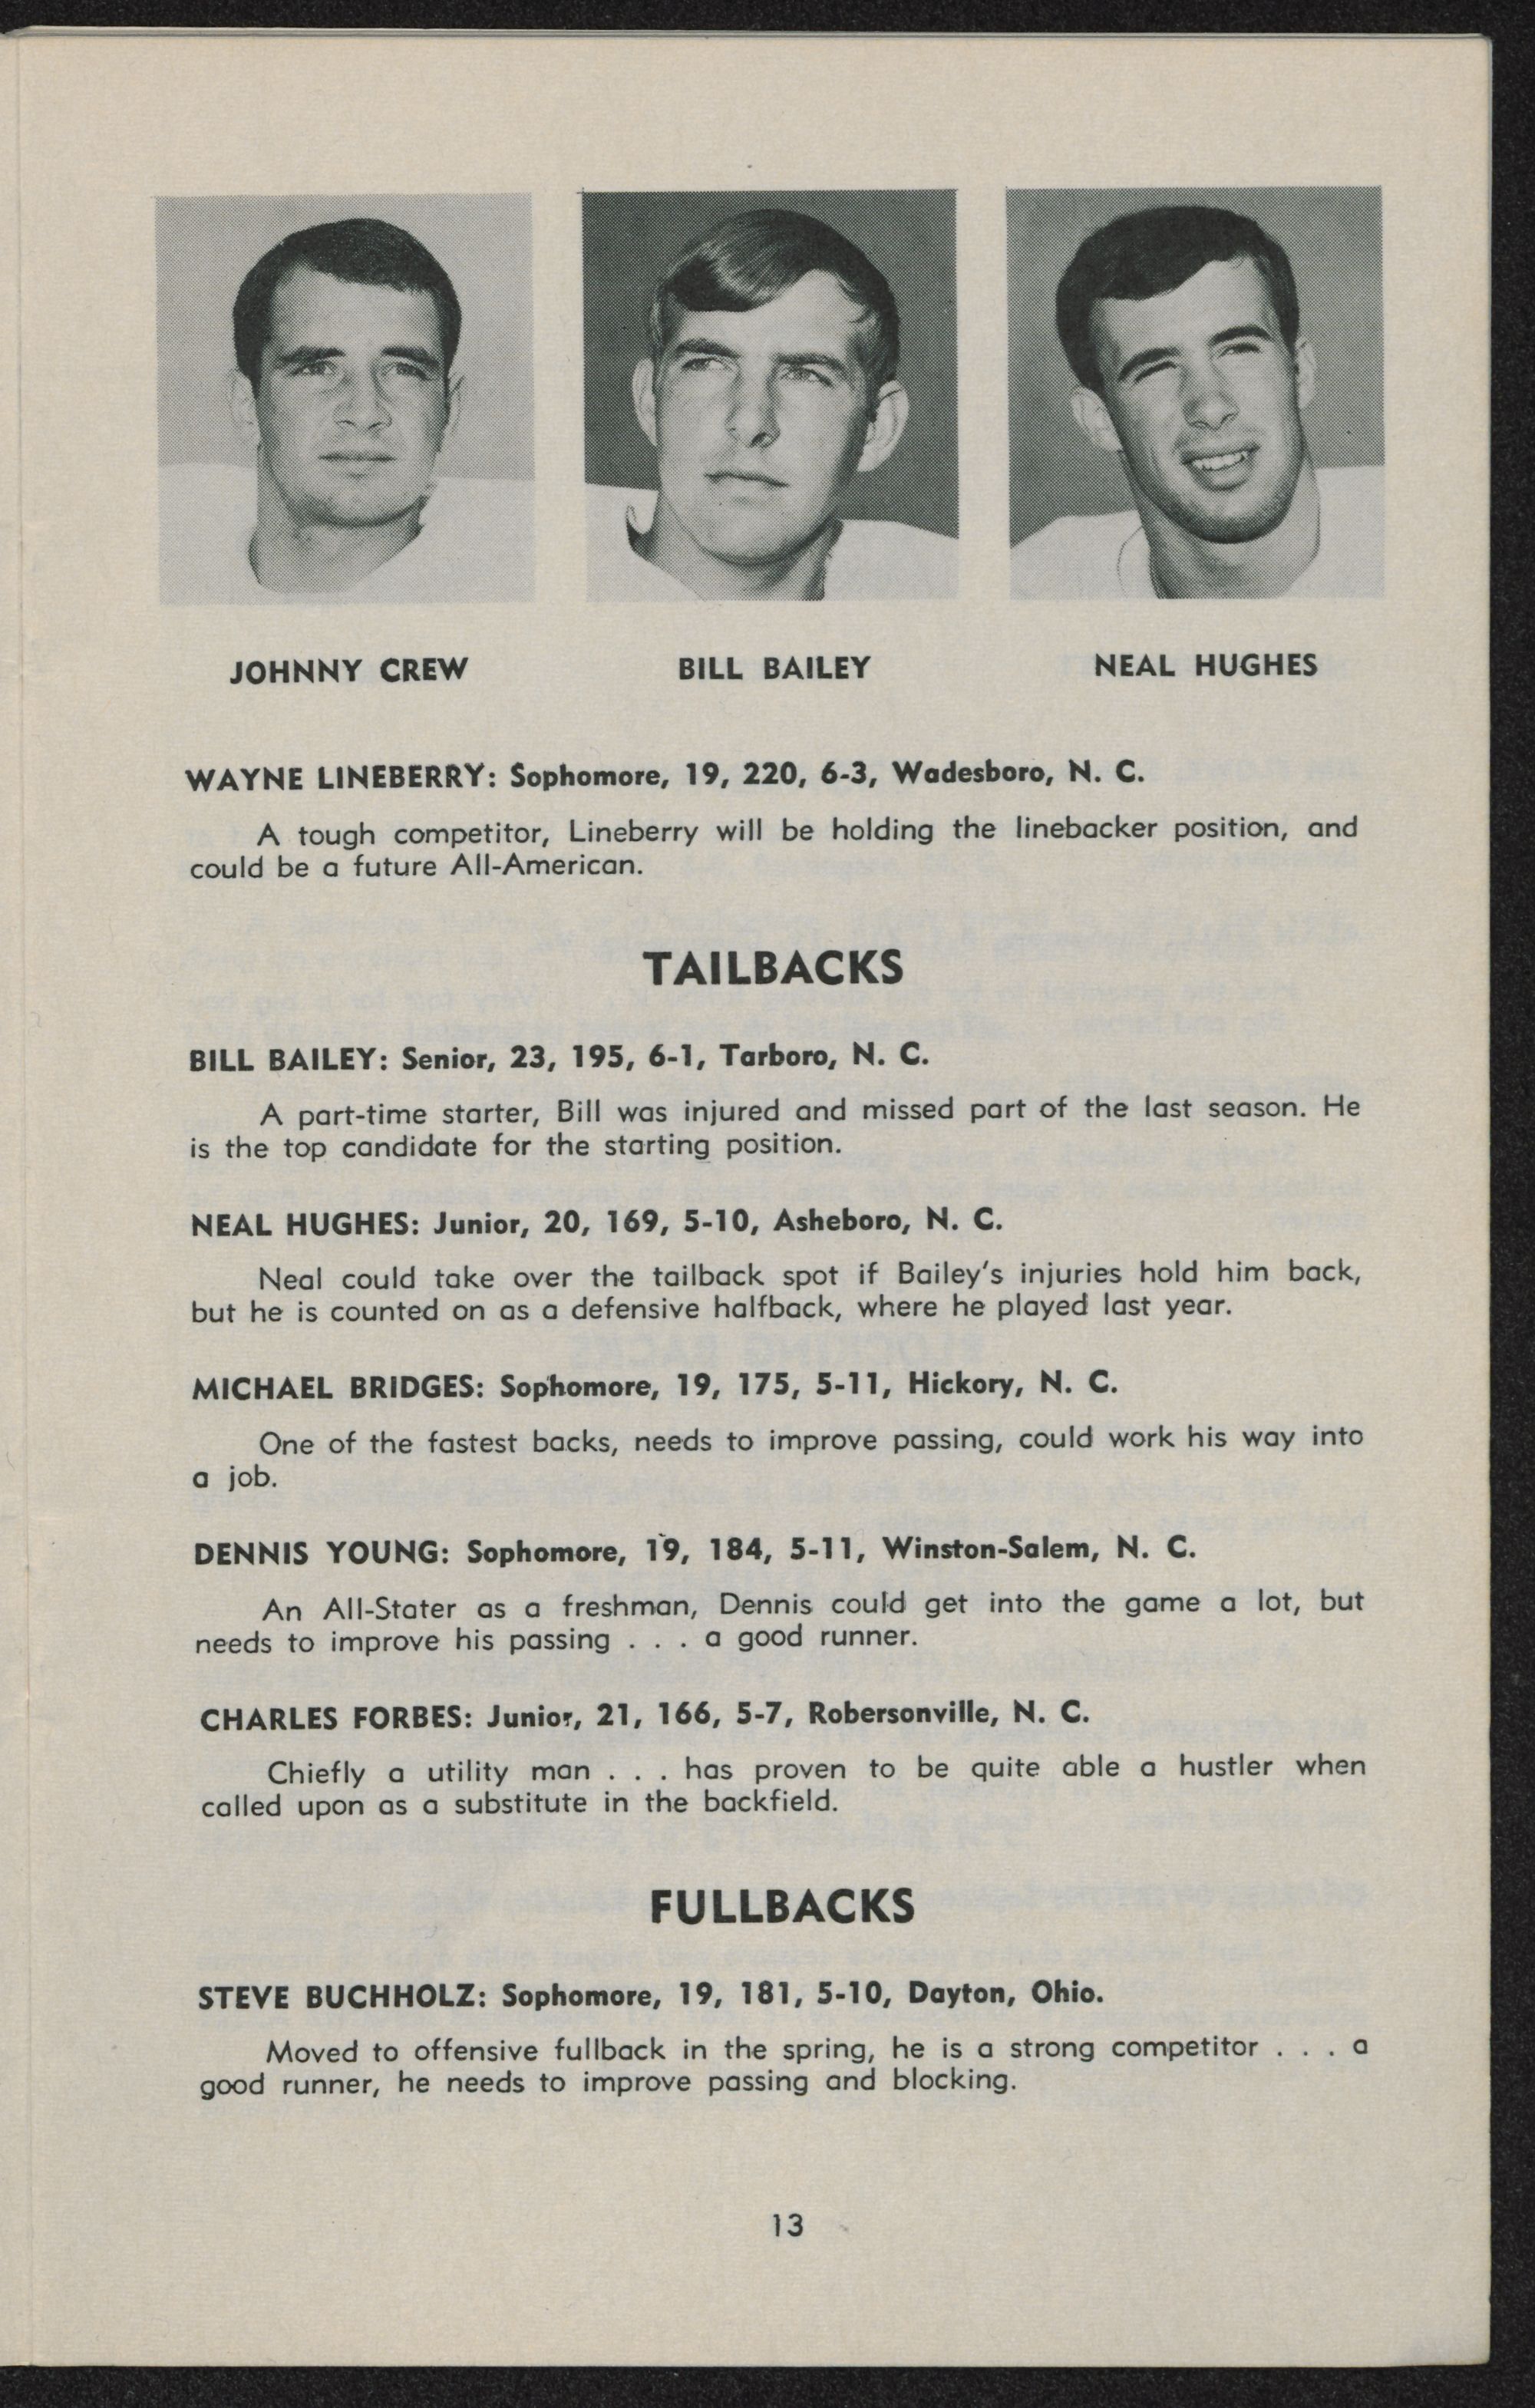 JOHNNY CREW BILL BAILEY NEAL HUGHES
WAYNE LINEBERRY: Sophomore, 19, 220, 6-3, Wadesboro, N. C.
A tough competitor, Lineberry will be holding the linebacker position, and
could be a future All-American.
TAILBACKS
BILL BAILEY: Senior, 23, 195, 6-1, Tarboro, N. C.
A part-time starter, Bill was injured and missed part of the last season. He
is the top candidate for the starting position.
NEAL HUGHES: Junior, 20, 169, 5-10, Asheboro, N. C.
Neal could take over the tailback spot if Bailey's injuries hold him back,
but he is counted on as a defensive halfback, where he played last year.
MICHAEL BRIDGES: Sophomore, 19, 175, 5-11, Hickory, N. C.
One of the fastest backs, needs to improve passing, could work his way into
a job.
DENNIS YOUNG: Sophomore, 19, 184, 5-11, Winston-Salem, N. C.
An All-Stater as a freshman, Dennis could get into the game a lot, but
needs to improve his passing . . . a good runner.
CHARLES FORBES: Junior, 21, 166, 5-7, Robersonville, N. C.
Chiefly a utility man . . . has proven to be quite able a hustler when
called upon as a substitute in the backfield.
FULLBACKS
STEVE BUCHHOLZ: Sophomore, 19, 181, 5-10, Dayton, Ohio.
Moved to offensive fullback in the spring, he is a strong competitor . . . a
good runner, he needs to improve passing and blocking.
13